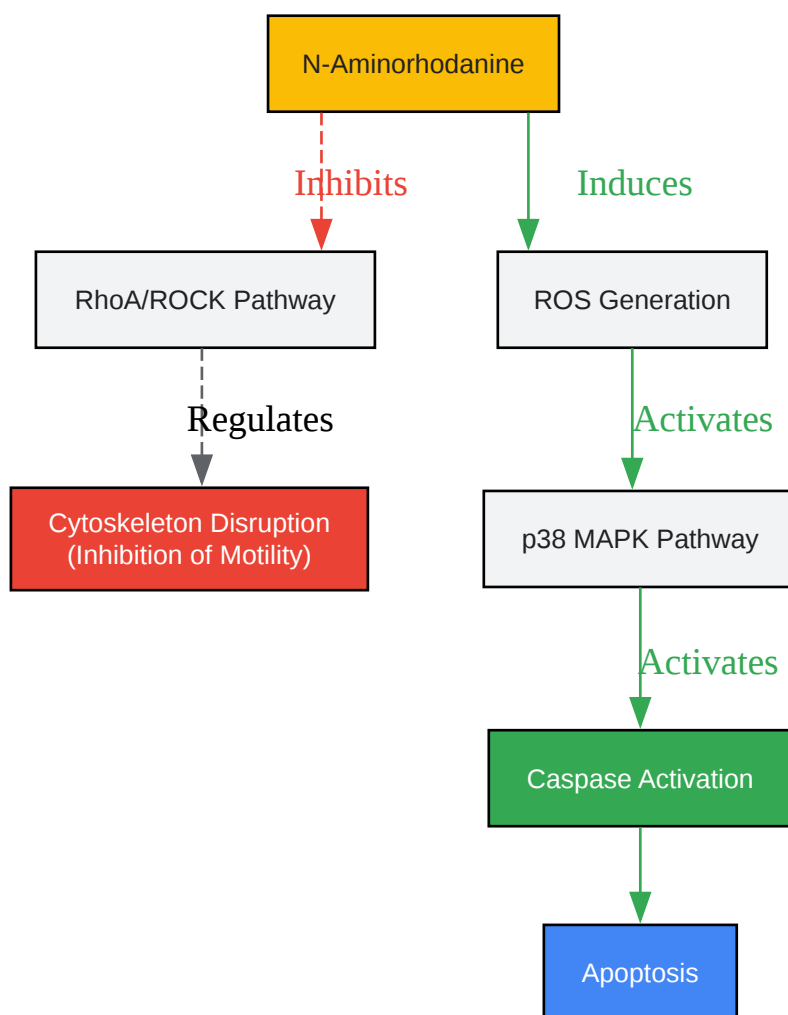 N-Aminorhodanine
Inhibits
Induces
RhoA/ROCK Pathway
ROS Generation
Regulates
Activates
Cytoskeleton Disruption
(Inhibition of Motility)
p38 MAPK Pathway
Activates
Caspase Activation
Apoptosis